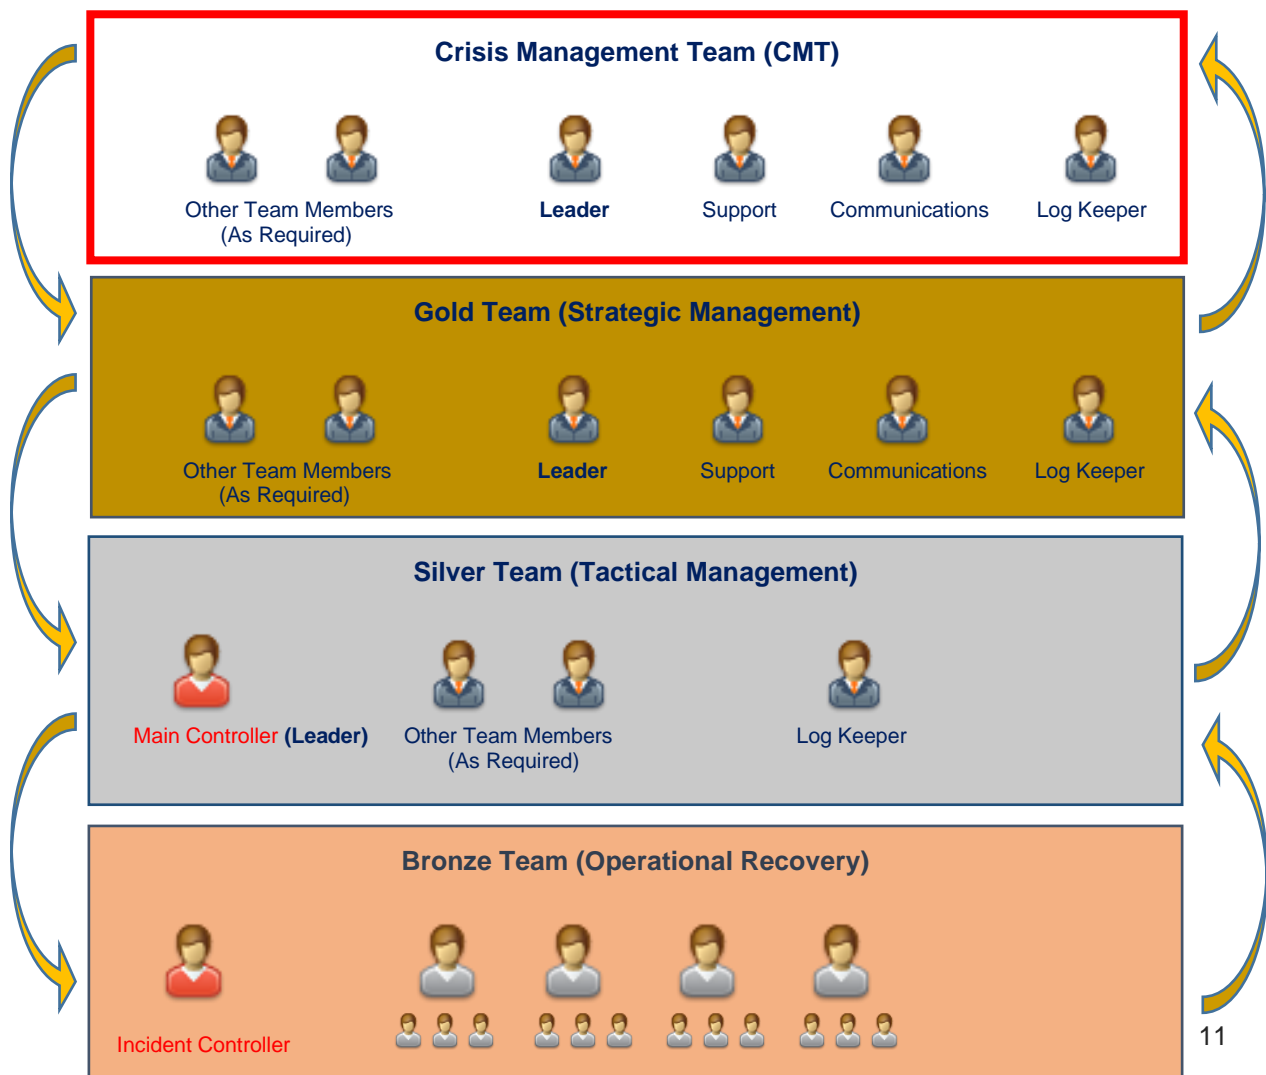 Crisis Management Team (CMT)
Other Team Members
(As Required)
Leader
Support
Communications
Log Keeper
Gold Team (Strategic Management)
Other Team Members
(As Required)
Leader
Support
Communications
Log Keeper
Silver Team (Tactical Management)
Main Controller (Leader)
Other Team Members
(As Required)
Log Keeper
Bronze Team (Operational Recovery)
Incident Controller
11